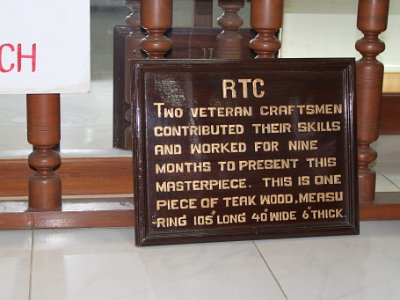 CH
RTC
TWO VETERAN CRAFTSMEN
CONTRIBUTED THEIR SKILLS
AND WORKED FOR NINE
MONTHS TO PRESENT THIS
MASTERPIECE. THIS IS ONE
PIECE OF TEAK WOOD, MEASU
-RING 105" LONG 40" WIDE 6" THICK.